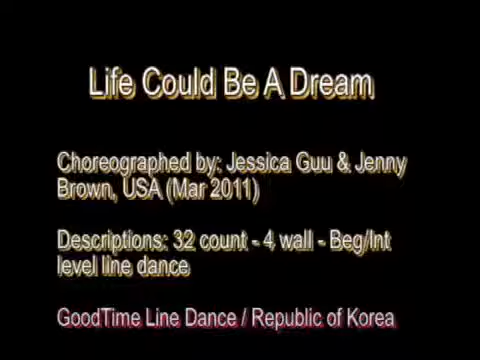 Life Could Be A Dream
Choreographed by: Jessica Guu & Jenny
Brown, USA (Mar 2011)
Descriptions: 32 count - 4 wall - Beg/Int
level line dance
GoodTime Line Dance / Republic of Korea